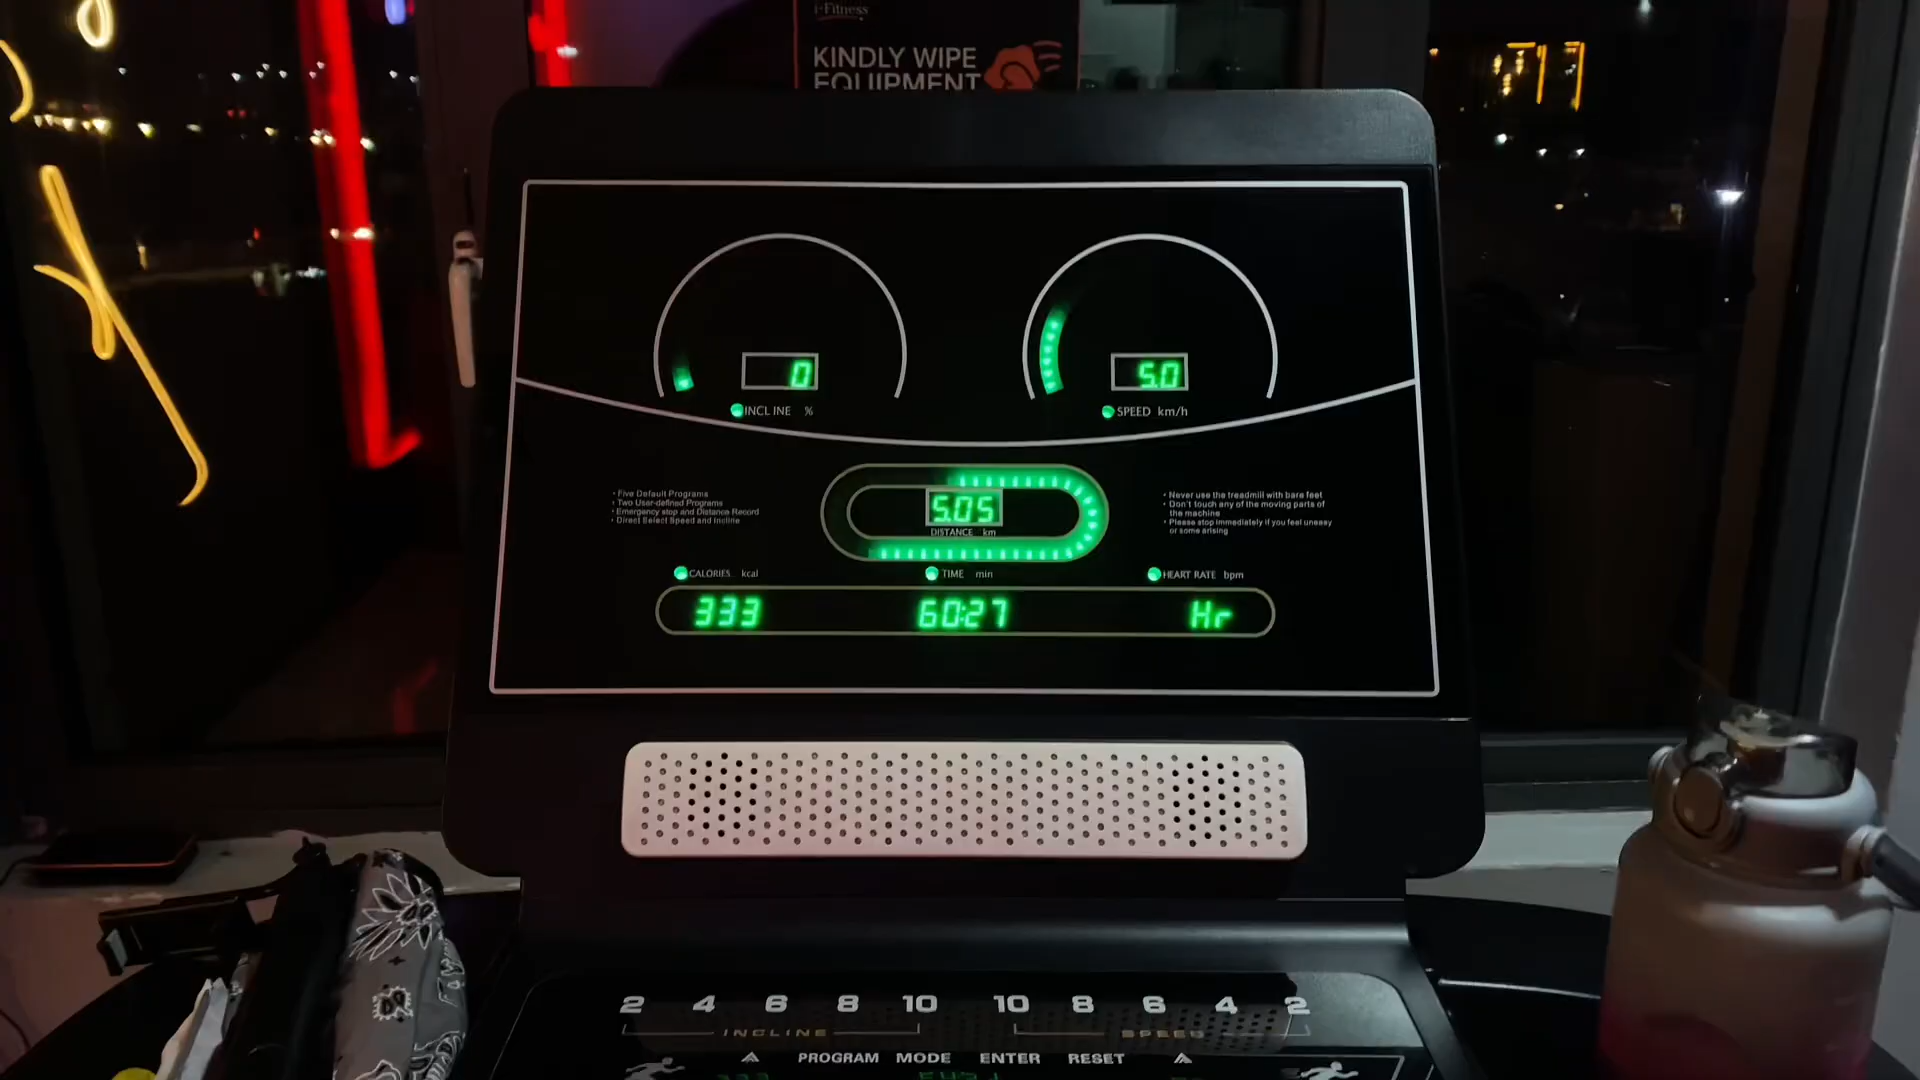 i-Fitness
KINDLY WIPE
EQUIPMENT
0
5.0
INCLINE %
SPEED km/h
• Five Default Programs
• Two User-defined Programs
• Emergency stop and Distance Record
• Direct Select Speed and Incline
5.05
DISTANCE km
• Never use the treadmill with bare feet
• Don't touch any of the moving parts of
the machine
• Please stop immediately if you feel uneasy
or some arising
CALORIES kcal
TIME min
HEART RATE bpm
333
60:27
Hr
2 4 6 8 10 10 8 6 4 2
INCLINE
SPEED
PROGRAM MODE ENTER RESET